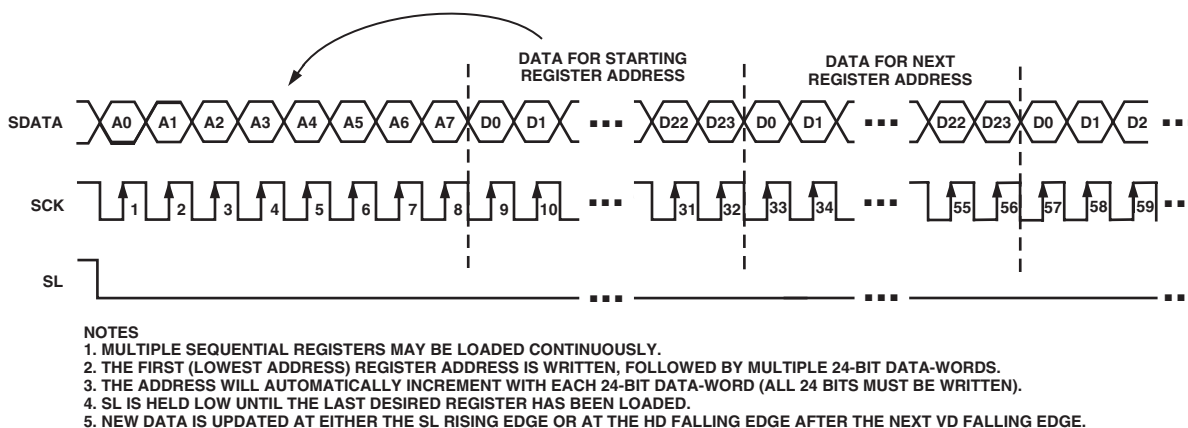 DATA FOR STARTING
REGISTER ADDRESS
DATA FOR NEXT
REGISTER ADDRESS
SDATA A0 A1 A2 A3 A4 A5 A6 A7 D0 D1 D22 D23 D0 D1 D22 D23 D0 D1 D2
SCK 1 2 3 4 5 6 7 8 9 10 31 32 33 34 55 56 57 58 59
SL
NOTES
1. MULTIPLE SEQUENTIAL REGISTERS MAY BE LOADED CONTINUOUSLY.
2. THE FIRST (LOWEST ADDRESS) REGISTER ADDRESS IS WRITTEN, FOLLOWED BY MULTIPLE 24-BIT DATA-WORDS.
3. THE ADDRESS WILL AUTOMATICALLY INCREMENT WITH EACH 24-BIT DATA-WORD (ALL 24 BITS MUST BE WRITTEN).
4. SL IS HELD LOW UNTIL THE LAST DESIRED REGISTER HAS BEEN LOADED.
5. NEW DATA IS UPDATED AT EITHER THE SL RISING EDGE OR AT THE HD FALLING EDGE AFTER THE NEXT VD FALLING EDGE.